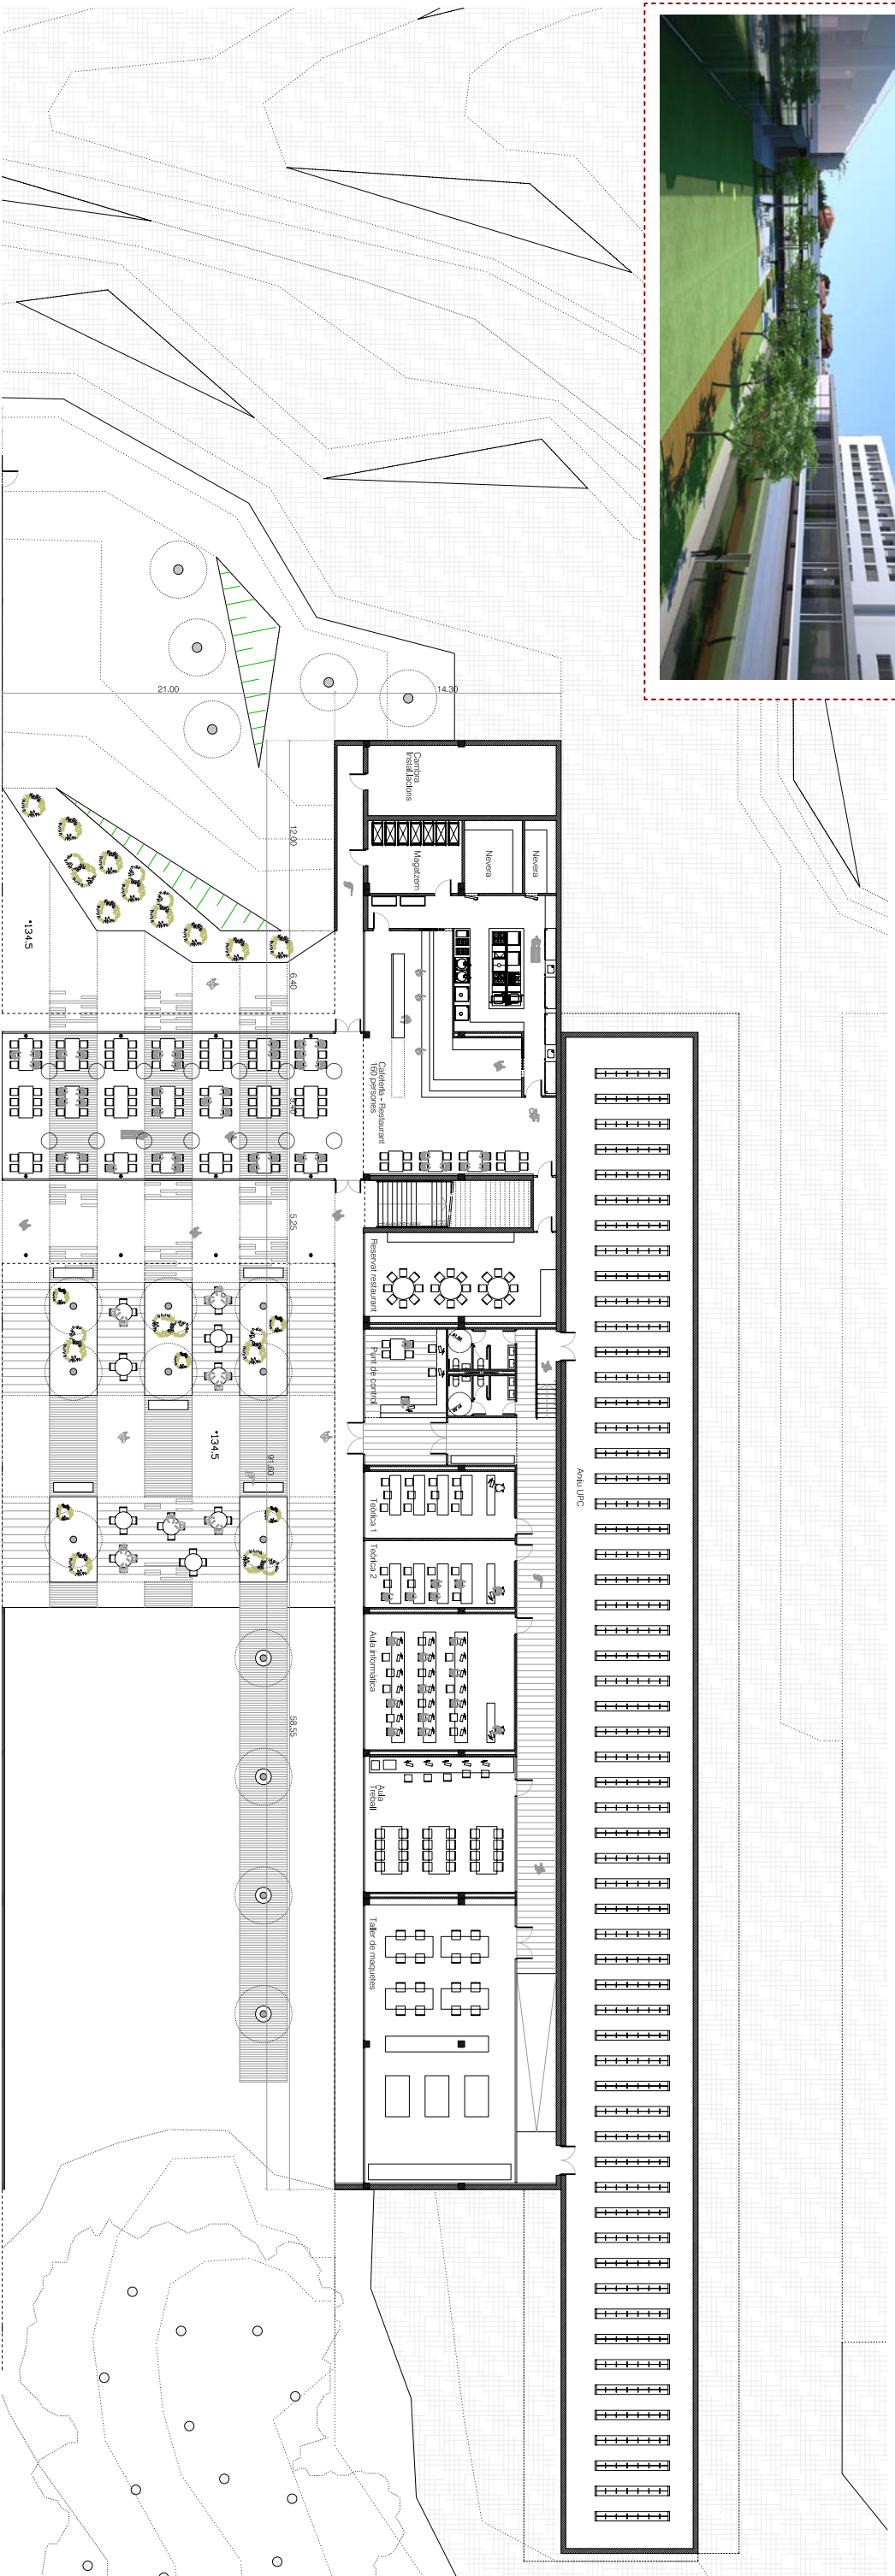 21.00
14.30
Cambra
Instal.lacions
12.00
Magatzem
Nevera
Nevera
*134.5
6.40
Cafeteria - Restaurant
160 persones
9.40
5.25
Reservat restaurant
Punt de control
*134.5
91.60
Arxiu UPC
Teòrica 1
Teòrica 2
Aula informàtica
58.55
Aula
Treball
Taller de maquetes